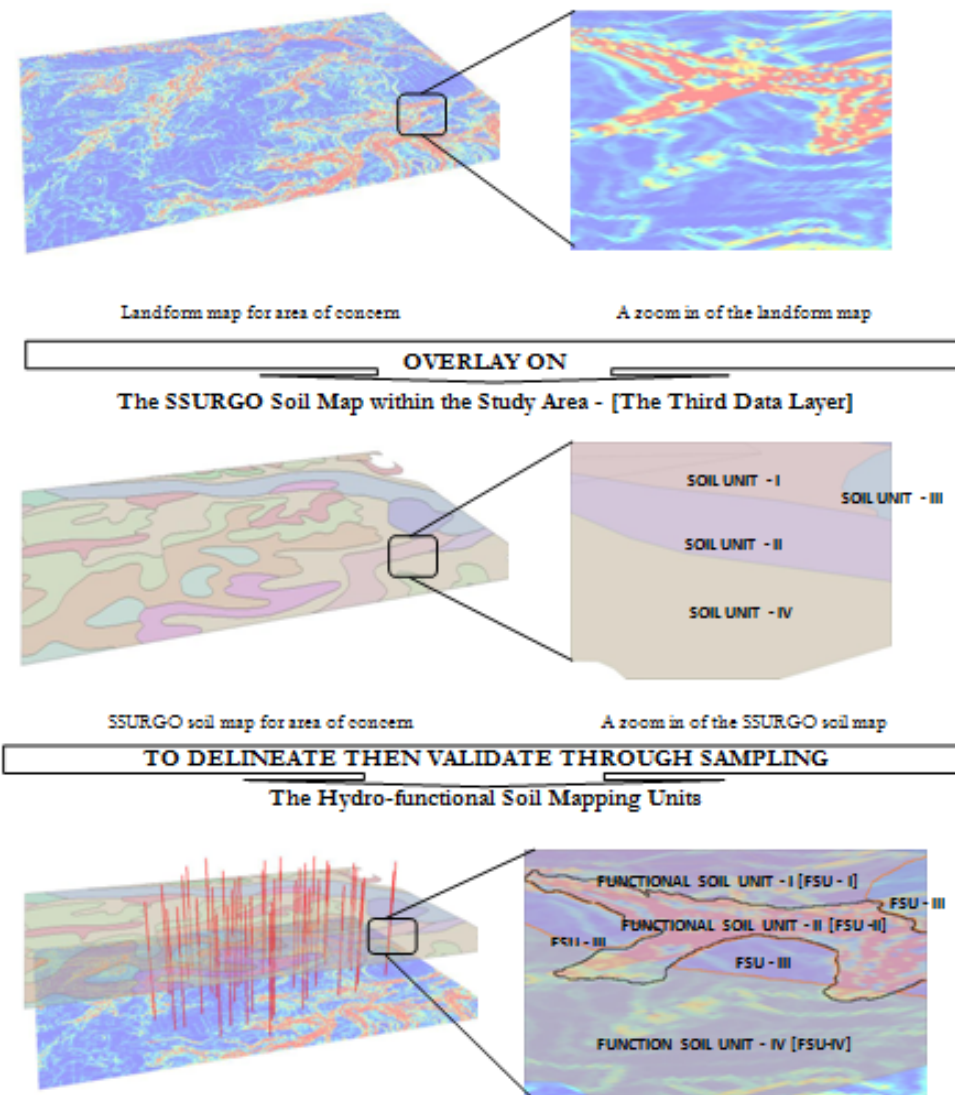 Landform map for area of concern
A zoom in of the landform map
OVERLAY ON
The SSURGO Soil Map within the Study Area - [The Third Data Layer]
SOIL UNIT - I
SOIL UNIT - III
SOIL UNIT - II
SOIL UNIT - IV
SSURGO soil map for area of concern
A zoom in of the SSURGO soil map
TO DELINEATE THEN VALIDATE THROUGH SAMPLING
The Hydro-functional Soil Mapping Units
FUNCTIONAL SOIL UNIT - I [FSU - I]
FSU - III
FUNCTIONAL SOIL UNIT - II [FSU -II]
FSU - III
FSU - III
FUNCTION SOIL UNIT - IV [FSU-IV]